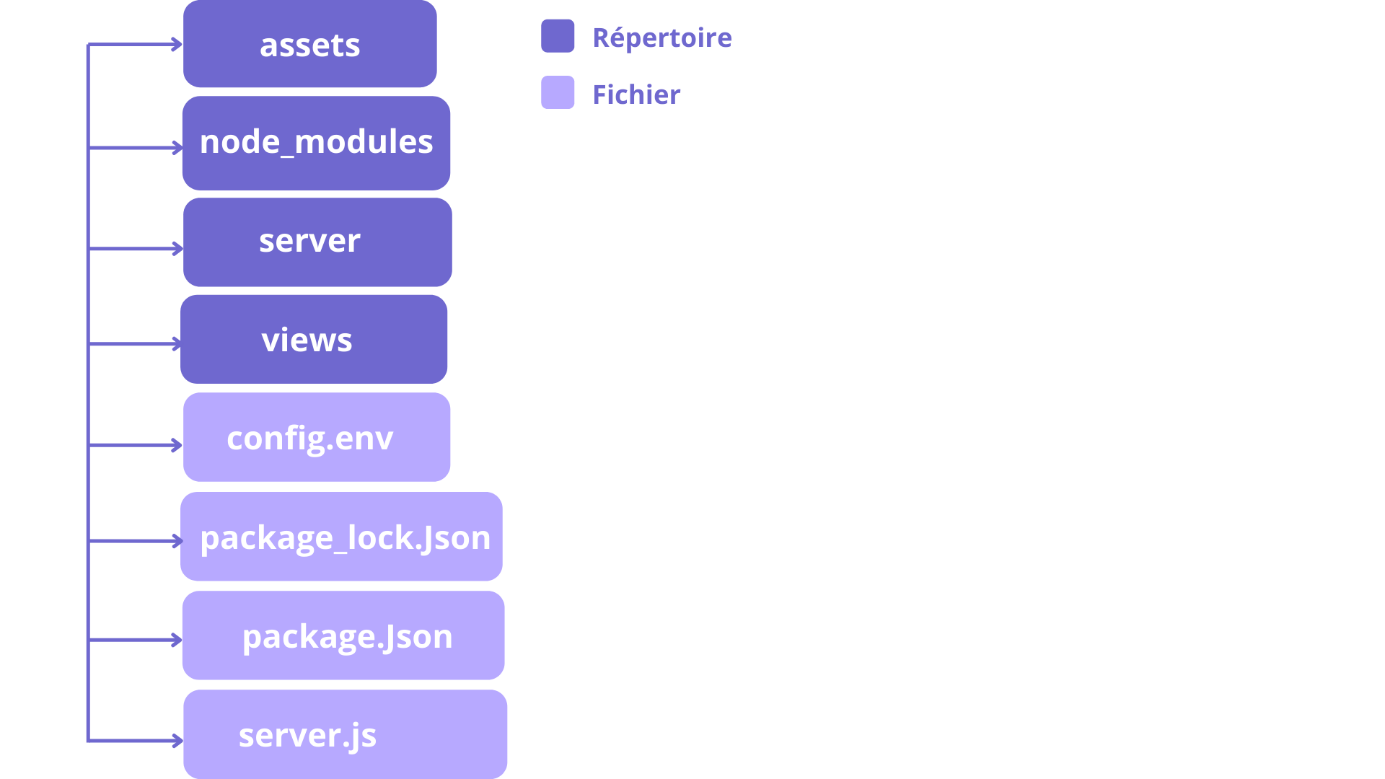 assets
node_modules
server
views
config.env
package_lock.Json
package.Json
server.js
Répertoire
Fichier